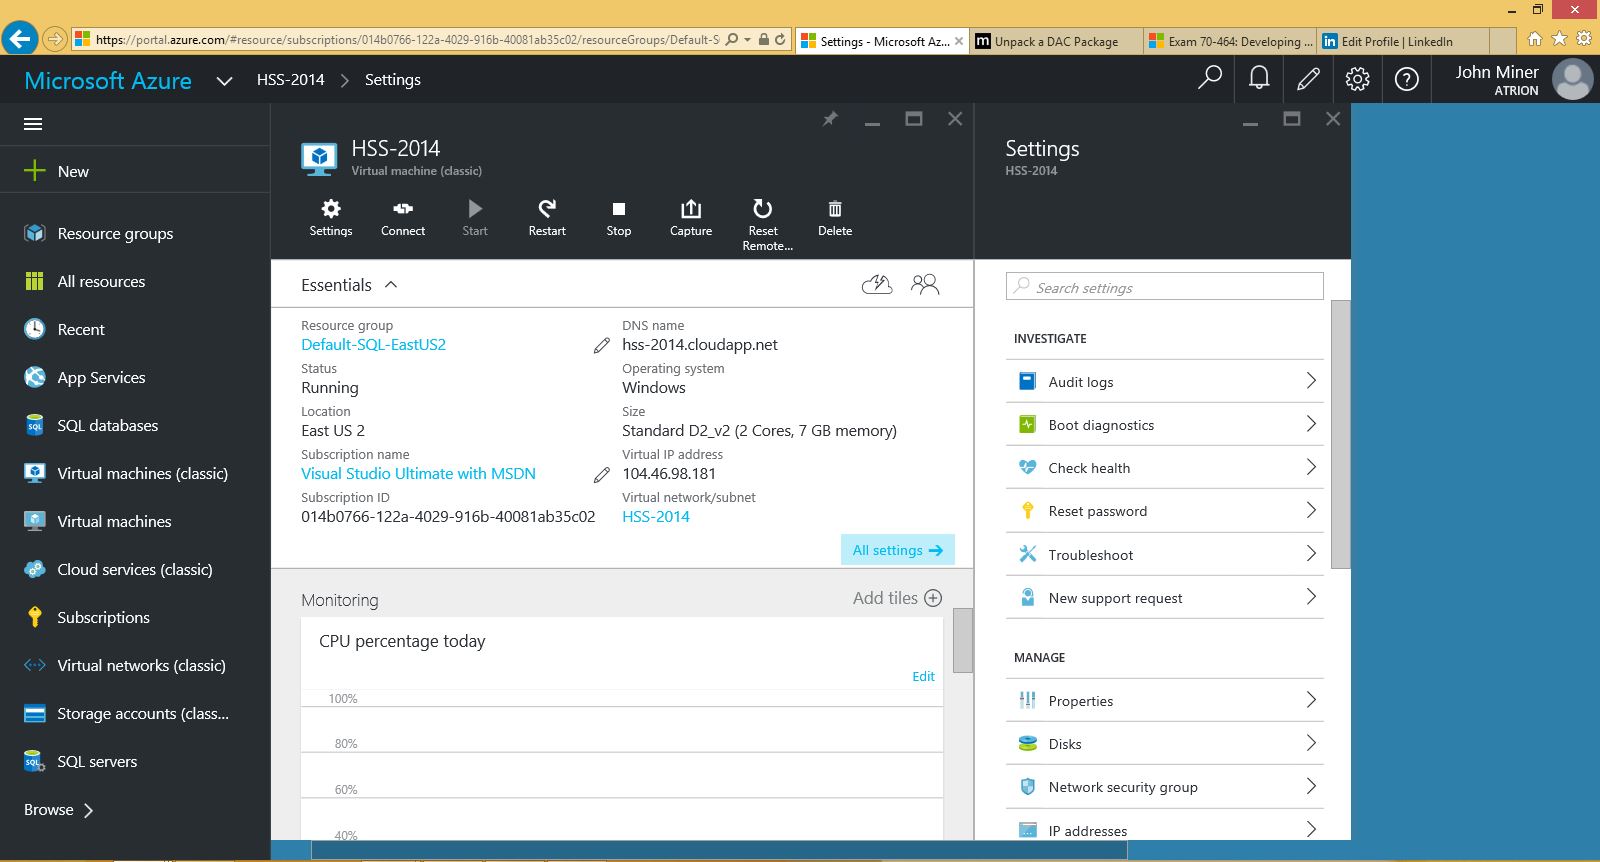 https://portal.azure.com/#resource/subscriptions/014b0766-122a-4029-916b-40081ab35c02/resourceGroups/Default-S
Settings - Microsoft Az...
Unpack a DAC Package
Exam 70-464: Developing ...
Edit Profile | LinkedIn
Microsoft Azure
HSS-2014
Settings
John Miner
ATRION
New
Resource groups
All resources
Recent
App Services
SQL databases
Virtual machines (classic)
Virtual machines
Cloud services (classic)
Subscriptions
Virtual networks (classic)
Storage accounts (class...
SQL servers
Browse
HSS-2014
Virtual machine (classic)
Settings
Connect
Start
Restart
Stop
Capture
Reset
Remote...
Delete
Essentials
Resource group
Default-SQL-EastUS2
Status
Running
Location
East US 2
Subscription name
Visual Studio Ultimate with MSDN
Subscription ID
014b0766-122a-4029-916b-40081ab35c02
DNS name
hss-2014.cloudapp.net
Operating system
Windows
Size
Standard D2_v2 (2 Cores, 7 GB memory)
Virtual IP address
104.46.98.181
Virtual network/subnet
HSS-2014
All settings
Monitoring
Add tiles
CPU percentage today
Edit
100%
80%
60%
40%
Settings
HSS-2014
Search settings
INVESTIGATE
Audit logs
Boot diagnostics
Check health
Reset password
Troubleshoot
New support request
MANAGE
Properties
Disks
Network security group
IP addresses